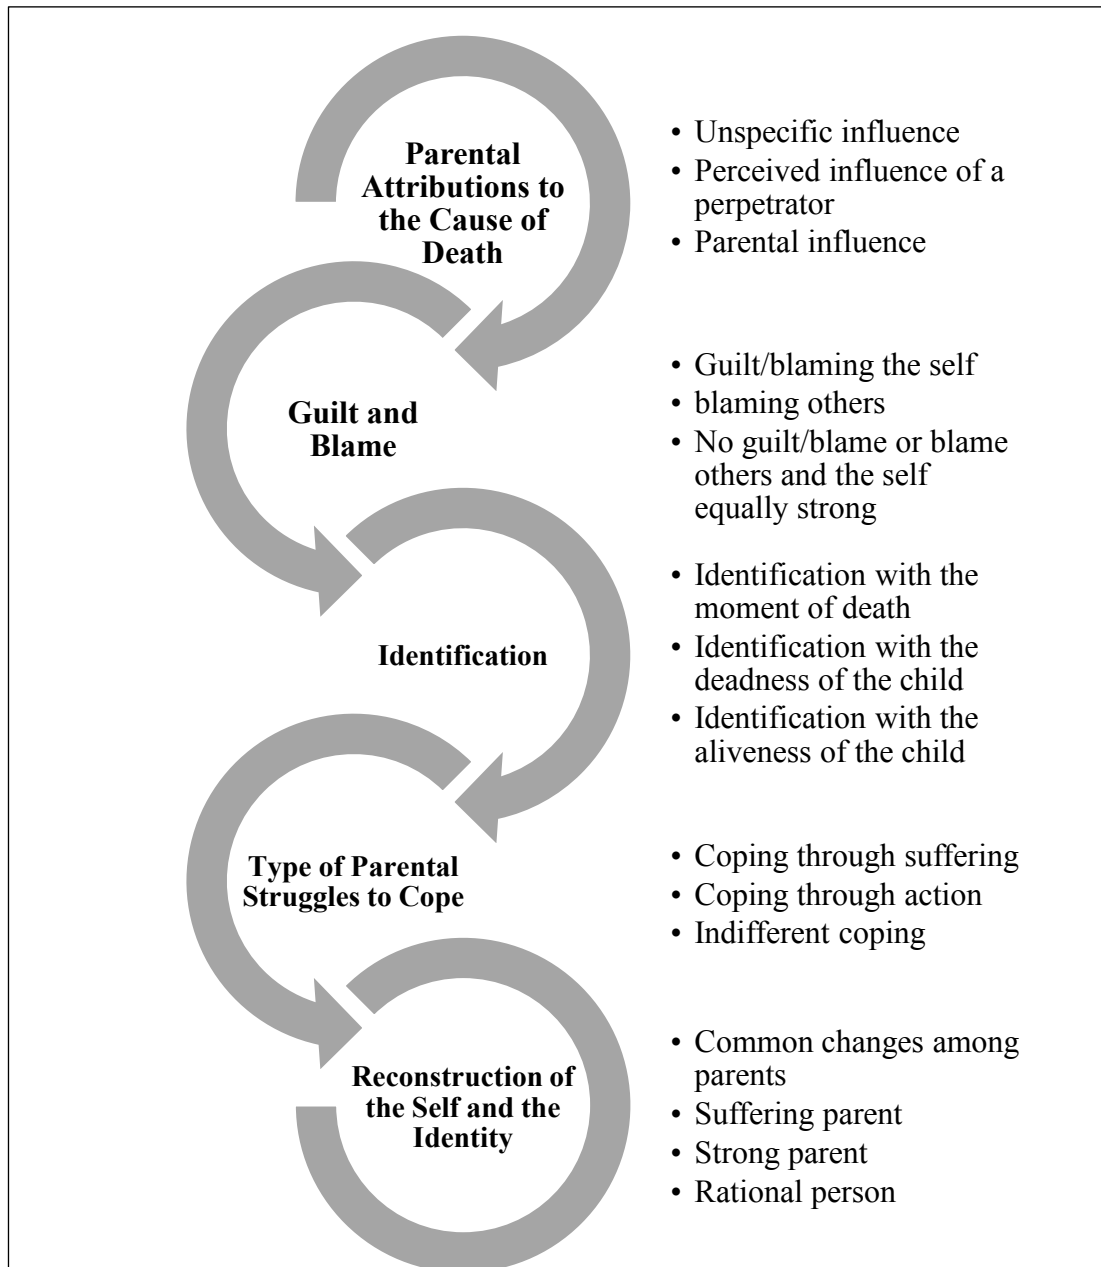 Parental
Attributions to
the Cause of
Death
• Unspecific influence
• Perceived influence of a
perpetrator
• Parental influence
Guilt and
Blame
• Guilt/blaming the self
• blaming others
• No guilt/blame or blame
others and the self
equally strong
Identification
• Identification with the
moment of death
• Identification with the
deadness of the child
• Identification with the
aliveness of the child
Type of Parental
Struggles to Cope
• Coping through suffering
• Coping through action
• Indifferent coping
Reconstruction of
the Self and the
Identity
• Common changes among
parents
• Suffering parent
• Strong parent
• Rational person